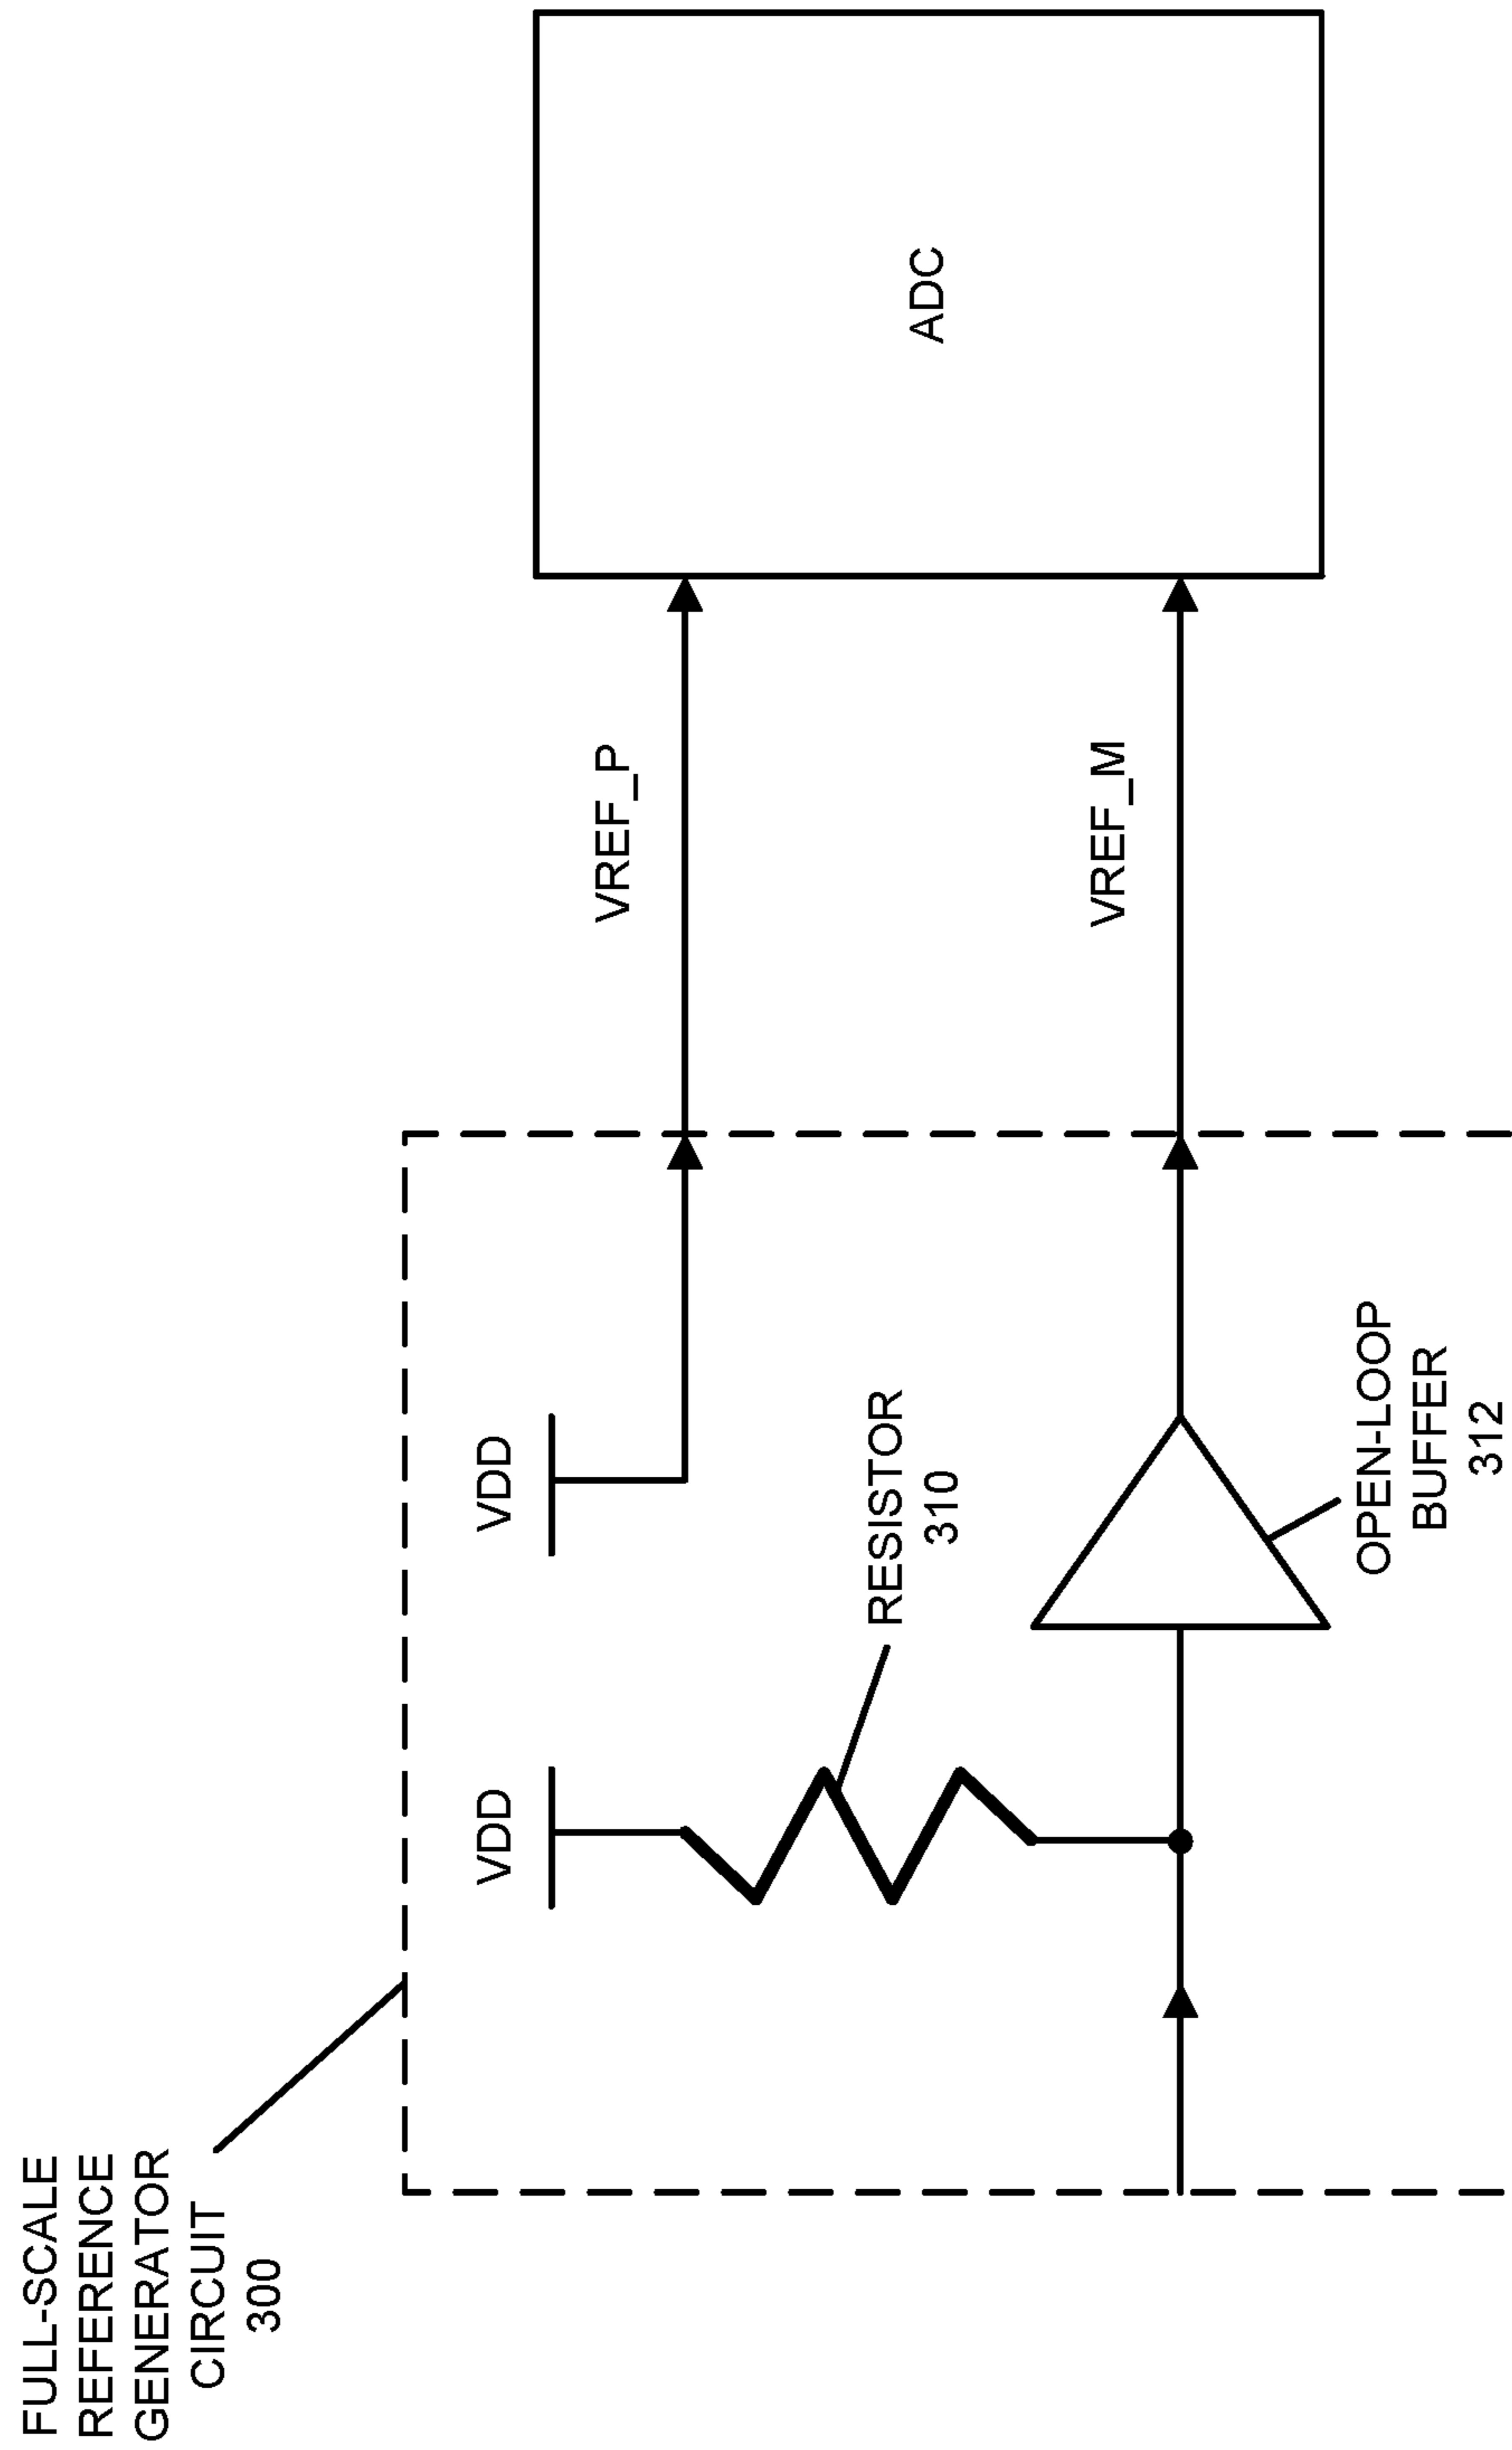 FULL-SCALE
REFERENCE
GENERATOR
CIRCUIT
300
VDD
VDD
RESISTOR
310
OPEN-LOOP
BUFFER
312
VREF_P
VREF_M
ADC